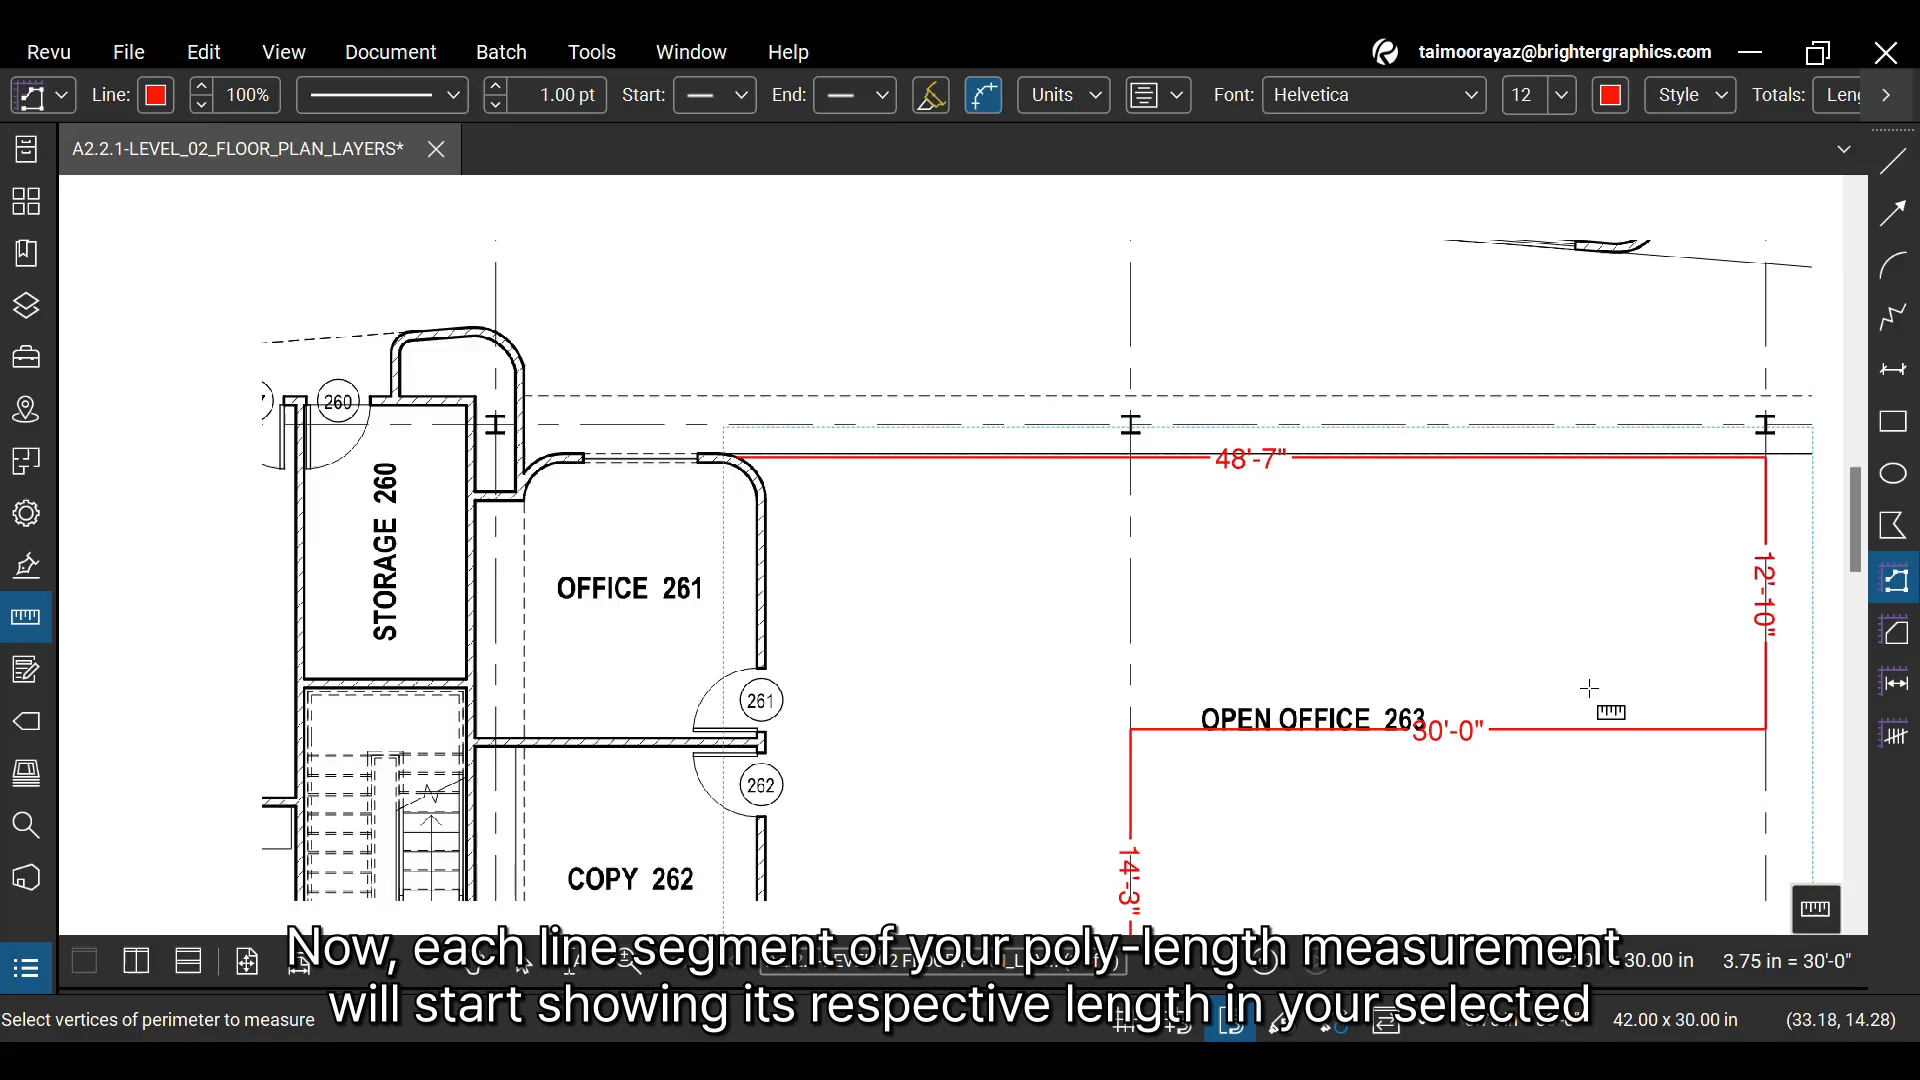 Revu File Edit View Document Batch Tools Window Help taimoorayaz@brightergraphics.com
Line: 100% 1.00 pt Start: End: Units Font: Helvetica 12 Style Totals:
A2.2.1-LEVEL_02_FLOOR_PLAN_LAYERS*
260
48'-7"
STORAGE 260
OFFICE 261
12'-10"
261
OPEN OFFICE 263
30'-0"
262
14'-3"
COPY 262
Now, each line segment of your poly-length measurement
30.00 in 3.75 in = 30'-0"
will start showing its respective length in your selected
Select vertices of perimeter to measure 42.00 x 30.00 in (33.18, 14.28)